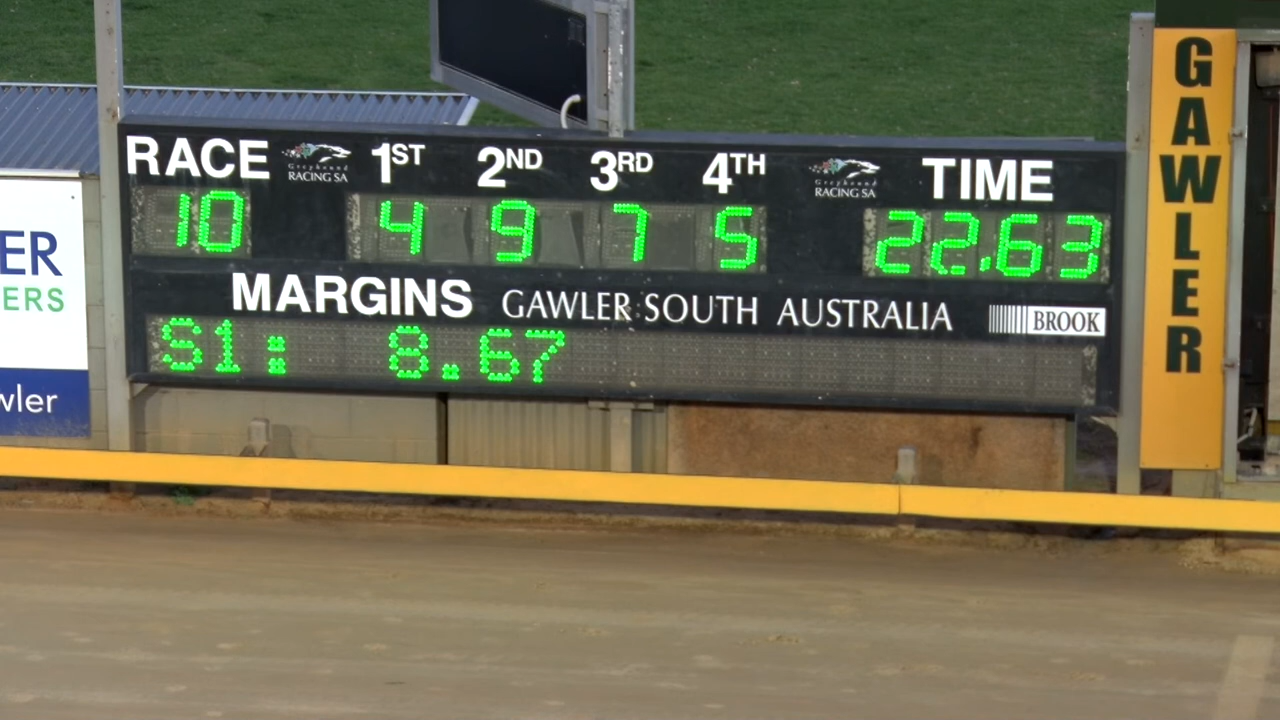 RACE Greyhound RACING SA 1ST 2ND 3RD 4TH Greyhound RACING SA TIME
10 4 9 7 5 22.63
MARGINS GAWLER SOUTH AUSTRALIA BROOK
S1: 8.67
GAWLER
ER
ERS
wler